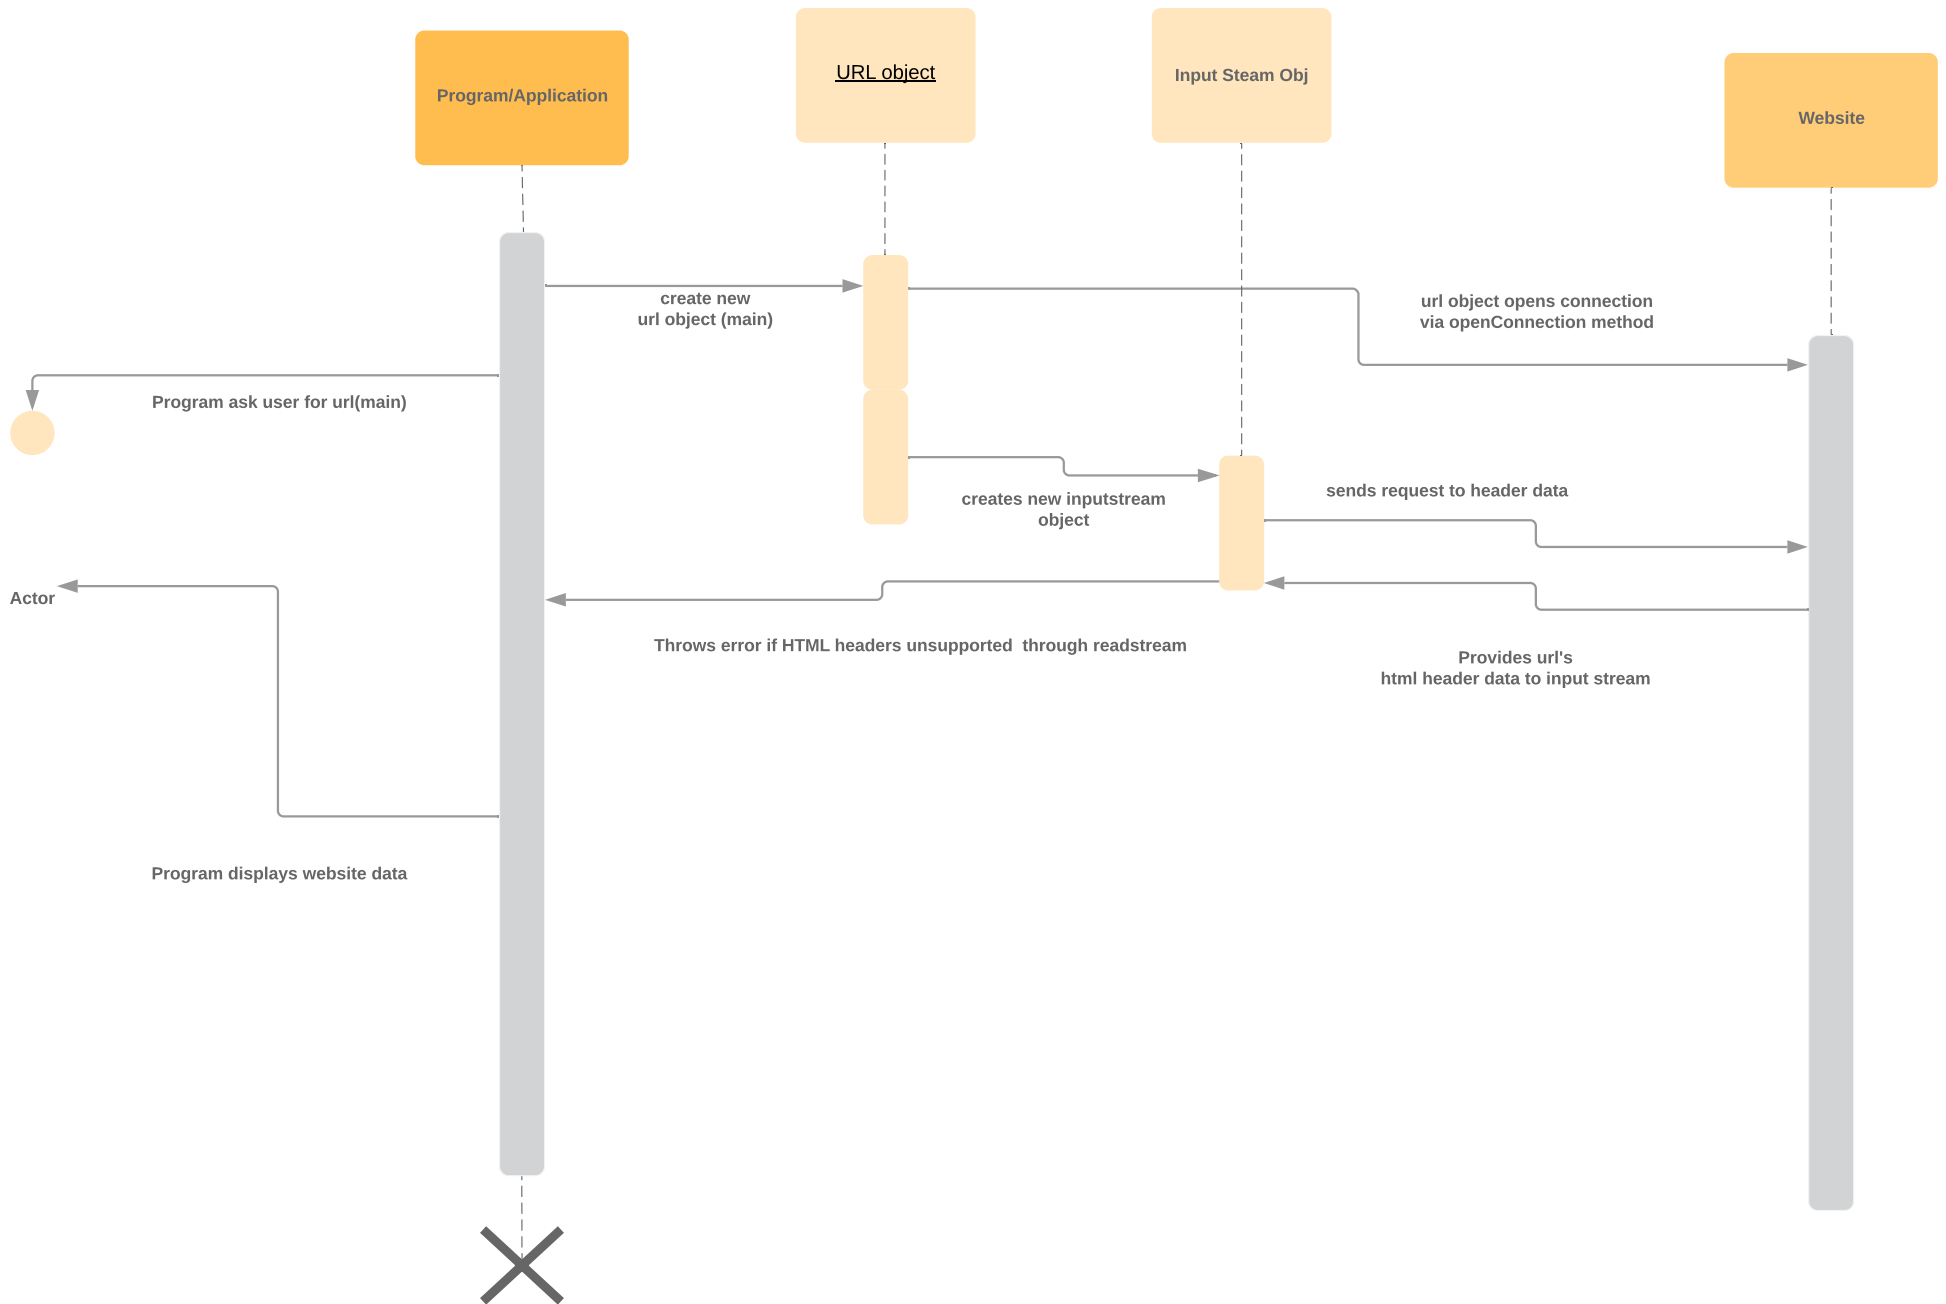 URL object
Input Steam Obj
Program/Application
Website
create new
url object (main)
url object opens connection
via openConnection method
Program ask user for url(main)
creates new inputstream
object
sends request to header data
Actor
Throws error if HTML headers unsupported  through readstream
Provides url's
html header data to input stream
Program displays website data